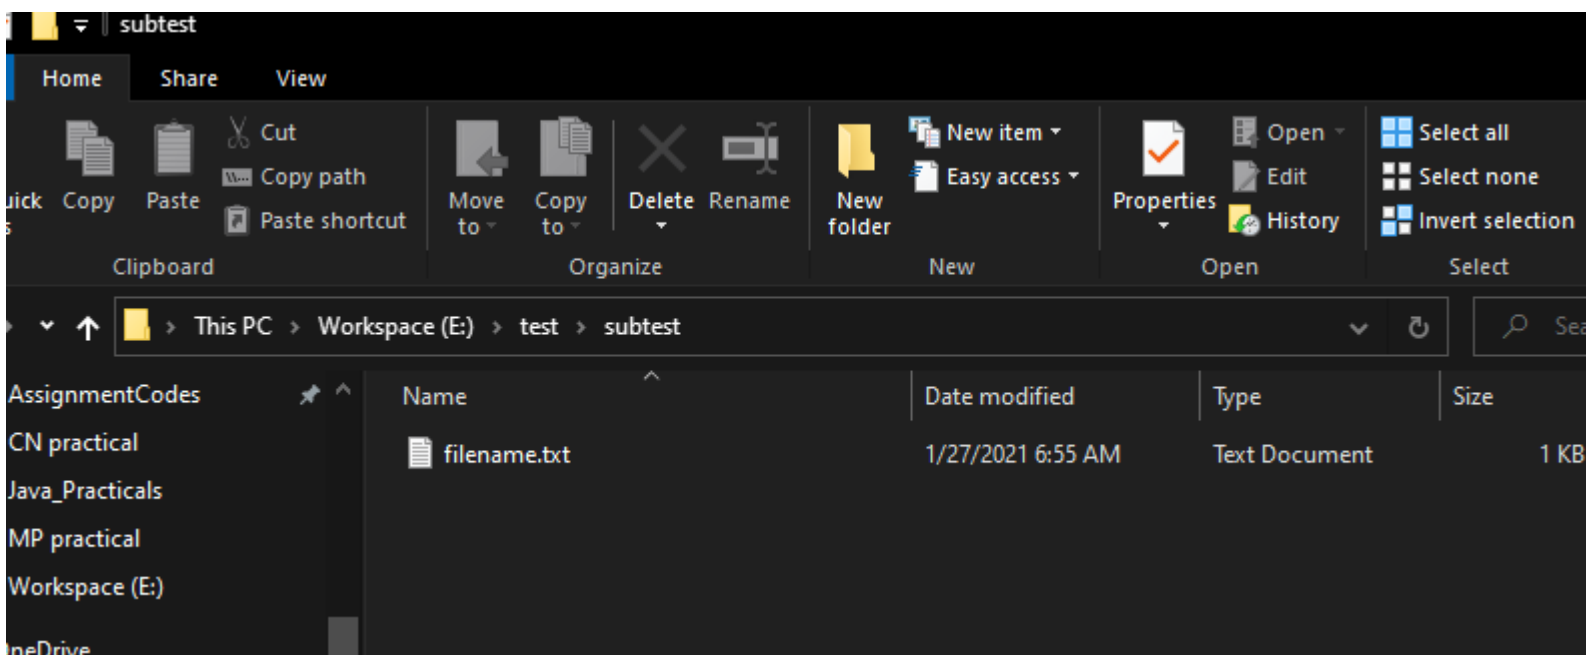 subtest
Home Share View
Cut
Copy path
Paste shortcut
Copy Paste
Clipboard
Move to
Copy to
Delete Rename
Organize
New folder
New item
Easy access
New
Properties
Open
Edit
History
Open
Select all
Select none
Invert selection
Select
This PC > Workspace (E:) > test > subtest
Name Date modified Type Size
filename.txt 1/27/2021 6:55 AM Text Document 1 KB
AssignmentCodes
CN practical
Java_Practicals
MP practical
Workspace (E:)